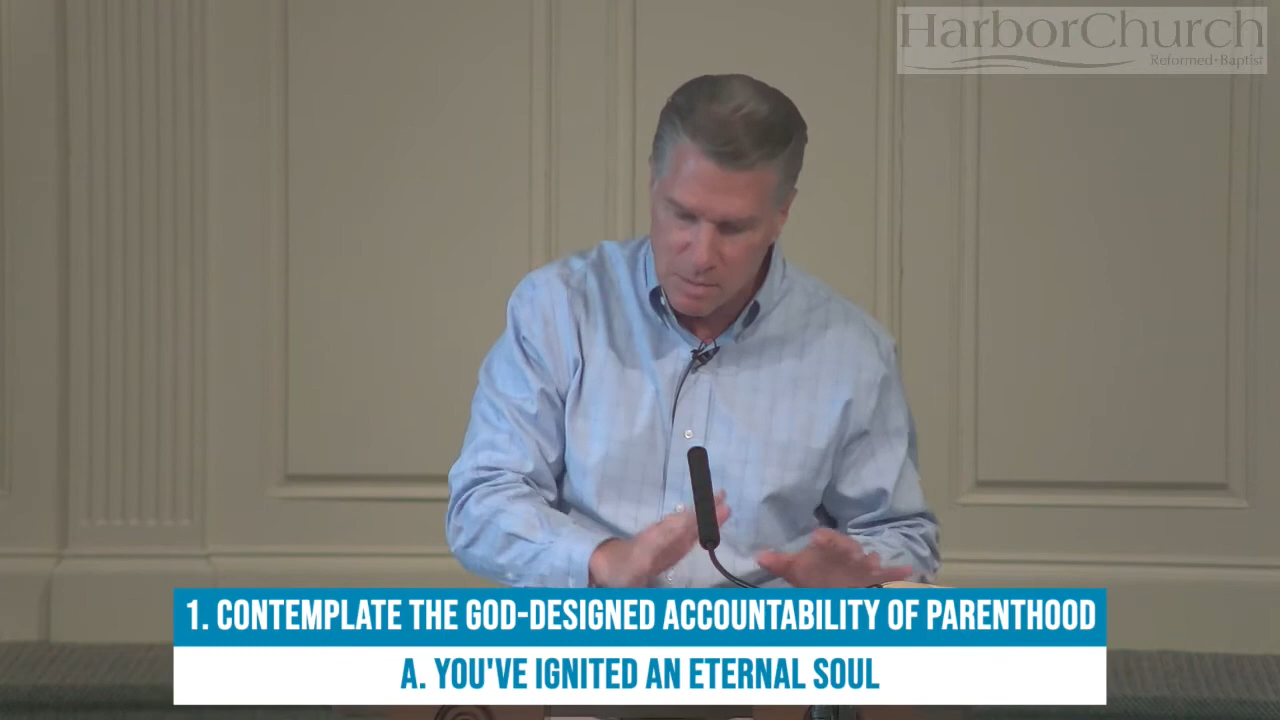 HarborChurch
Reformed•Baptist
1. CONTEMPLATE THE GOD-DESIGNED ACCOUNTABILITY OF PARENTHOOD
A. YOU'VE IGNITED AN ETERNAL SOUL